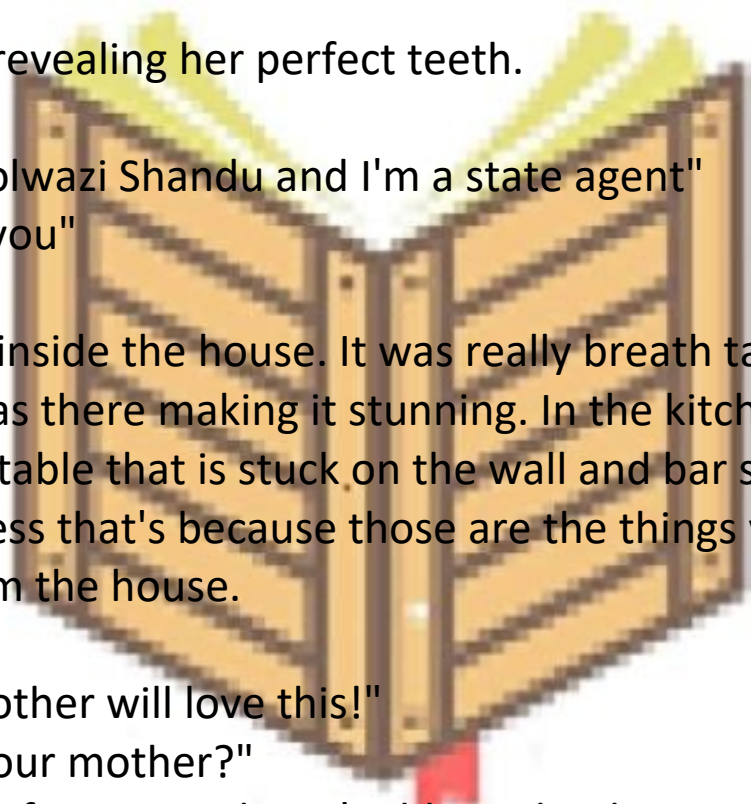 revealing her perfect teeth.
olwazi Shandu and I'm a state agent"
you"
inside the house. It was really breath ta
as there making it stunning. In the kitch
table that is stuck on the wall and bar s
ess that's because those are the things
m the house.
other will love this!"
our mother?"